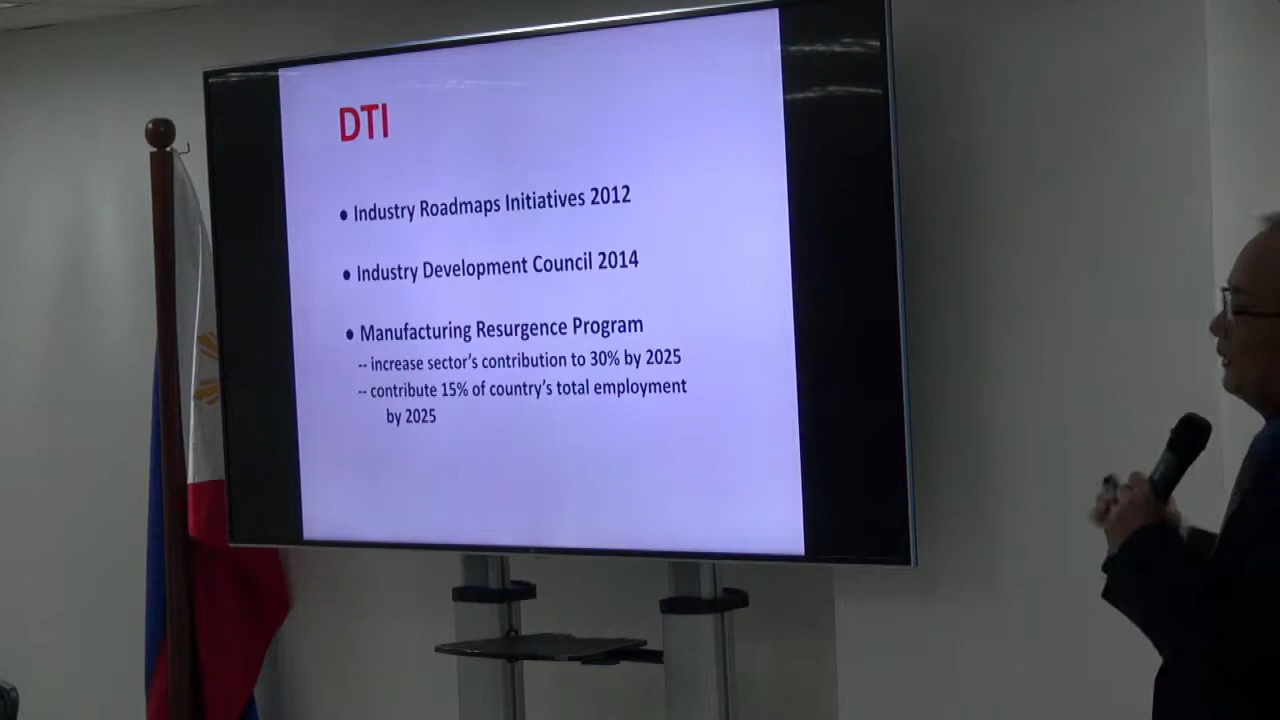 DTI
• Industry Roadmaps Initiatives 2012
• Industry Development Council 2014
• Manufacturing Resurgence Program
-- increase sector's contribution to 30% by 2025
-- contribute 15% of country's total employment
by 2025